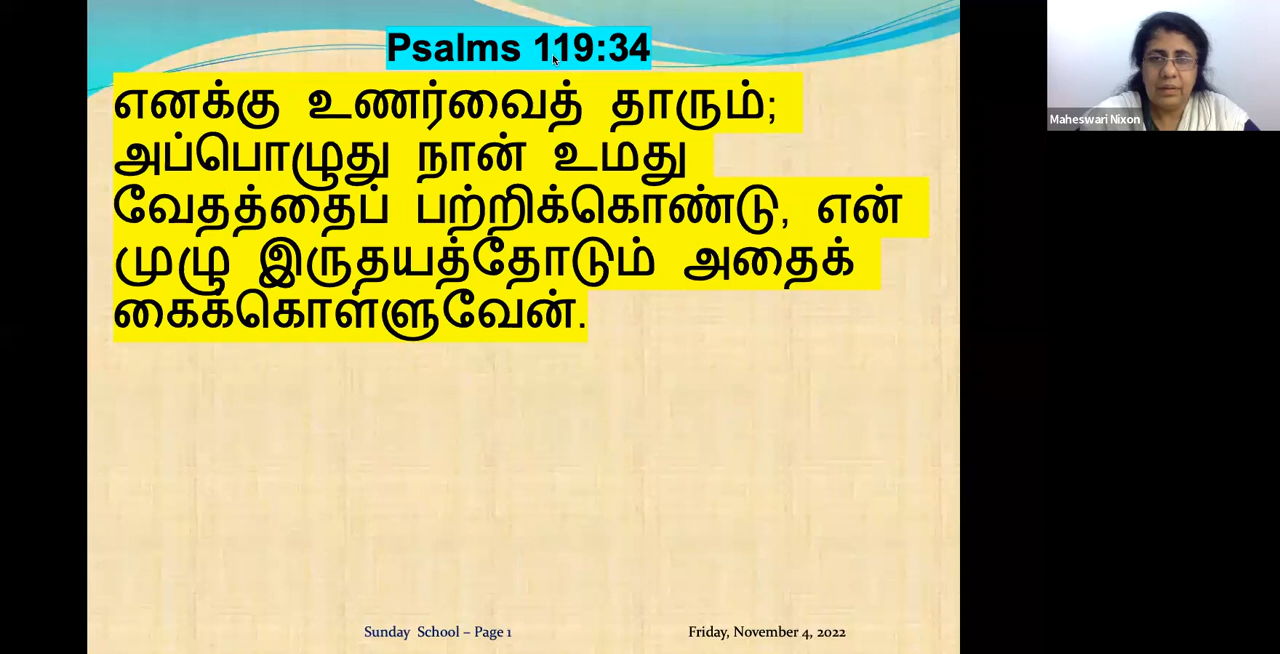 Psalms 119:34
எனக்கு உணர்வைத் தாரும்;
அப்பொழுது நான் உமது
வேதத்தைப் பற்றிக்கொண்டு, என்
முழு இருதயத்தோடும் அதைக்
கைக்கொள்ளுவேன்.
Maheswari Nixon
Sunday School – Page 1
Friday, November 4, 2022